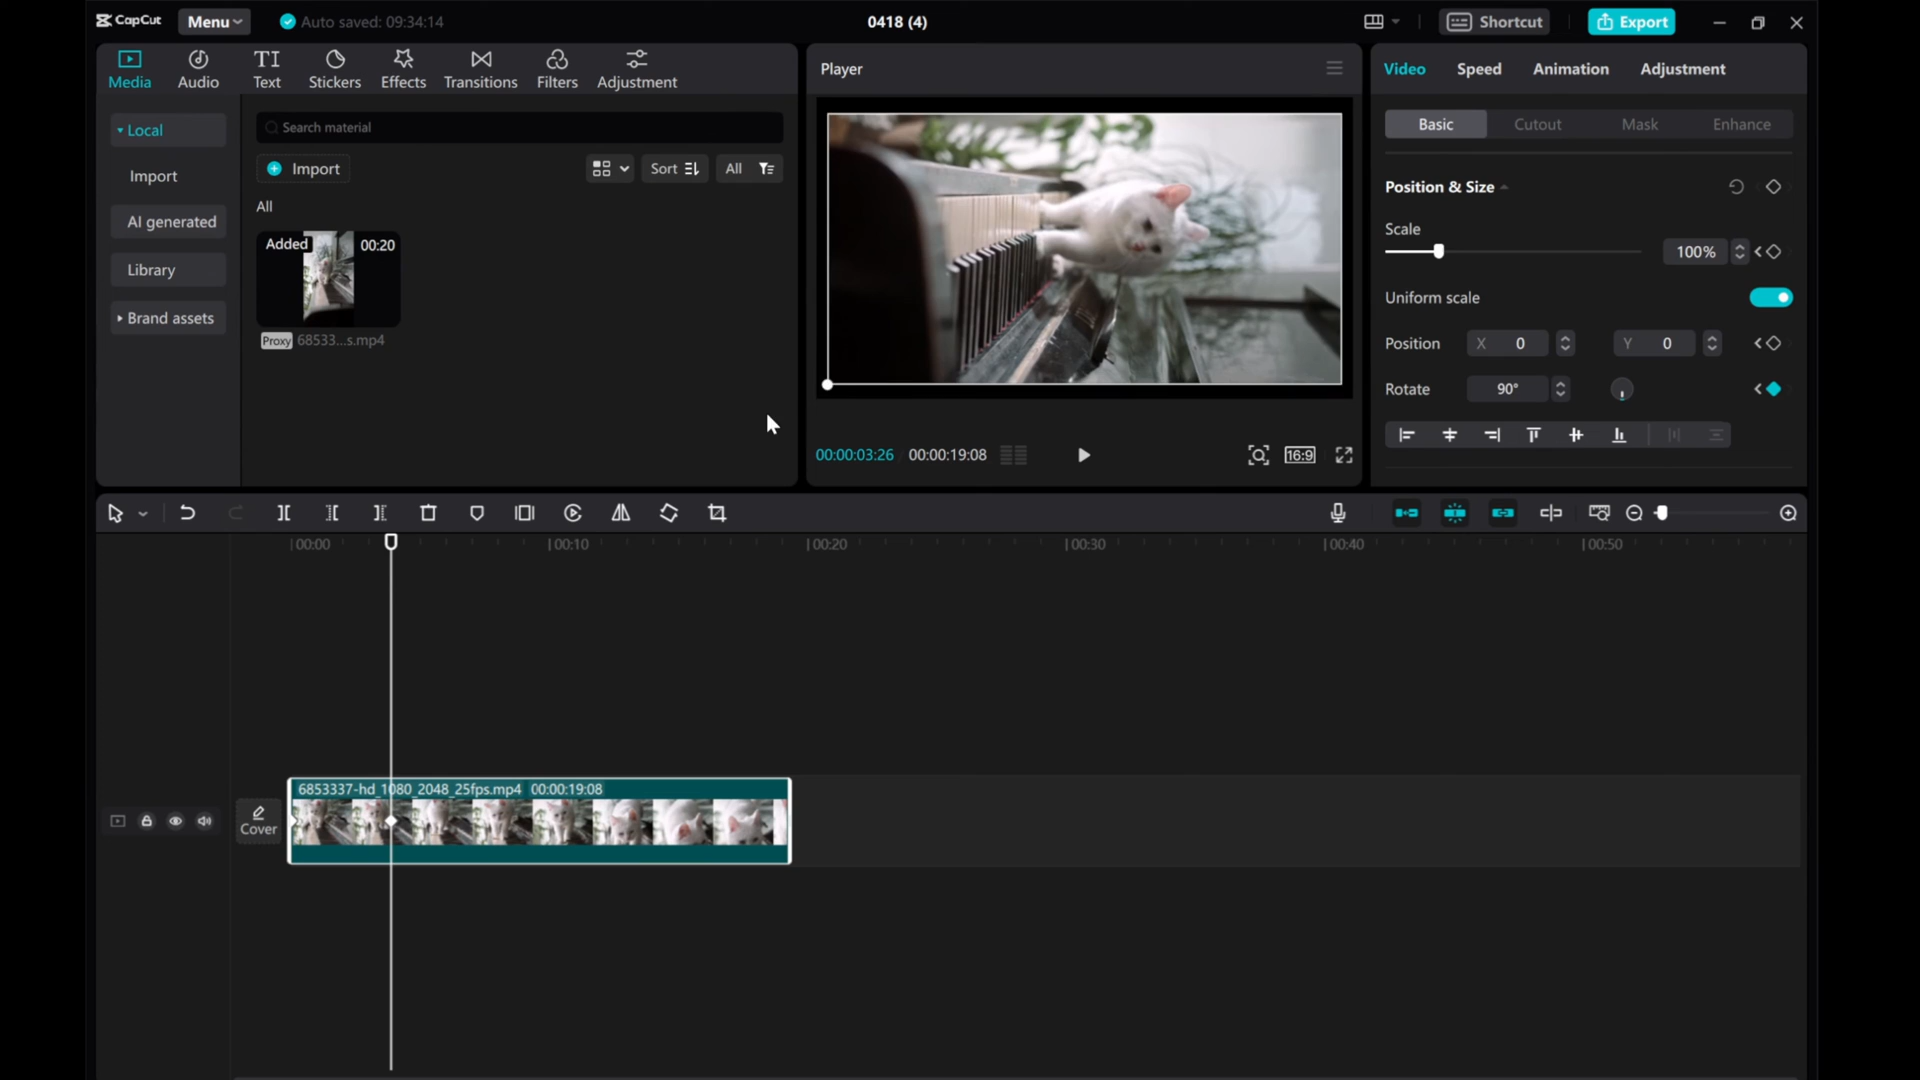 CapCut Menu Auto saved: 09:34:14 0418 (4) Shortcut Export
Media Audio Text Stickers Effects Transitions Filters Adjustment
Local
Import
AI generated
Library
Brand assets
Search material
Import Sort All
All
Added 00:20
Proxy 68533...s.mp4
Player
00:00:03:26 00:00:19:08 16:9
Video Speed Animation Adjustment
Basic Cutout Mask Enhance
Position & Size
Scale
100%
Uniform scale
Position X 0 Y 0
Rotate 90°
00:00 00:10 00:20 00:30 00:40 00:50
Cover
6853337-hd_1080_2048_25fps.mp4 00:00:19:08